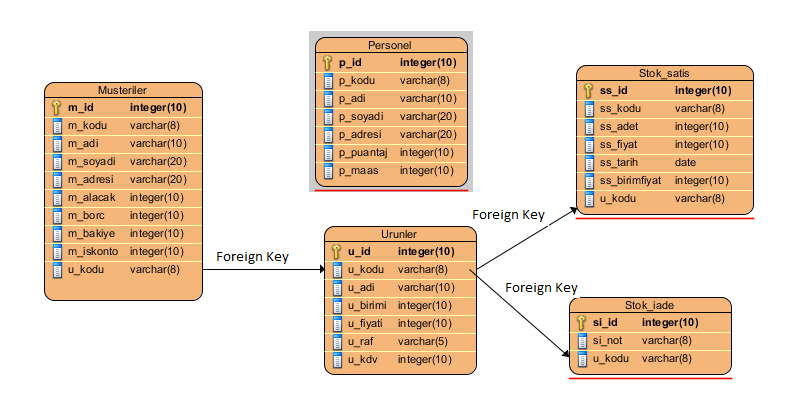 Personel
p_id integer(10)
p_kodu varchar(8)
p_adi varchar(10)
p_soyadi varchar(20)
p_adresi varchar(20)
p_puantaj integer(10)
p_maas integer(10)
Stok_satis
ss_id integer(10)
ss_kodu varchar(8)
ss_adet integer(10)
ss_fiyat integer(10)
ss_tarih date
ss_birimfiyat integer(10)
u_kodu varchar(8)
Musteriler
m_id integer(10)
m_kodu varchar(8)
m_adi varchar(10)
m_soyadi varchar(20)
m_adresi varchar(20)
m_alacak integer(10)
m_borc integer(10)
m_bakiye integer(10)
m_iskonto integer(10)
u_kodu varchar(8)
Foreign Key
Urunler
u_id integer(10)
u_kodu varchar(8)
u_adi varchar(10)
u_birimi integer(10)
u_fiyati integer(10)
u_raf varchar(5)
u_kdv integer(10)
Foreign Key
Foreign Key
Stok_iade
si_id integer(10)
si_not varchar(8)
u_kodu varchar(8)